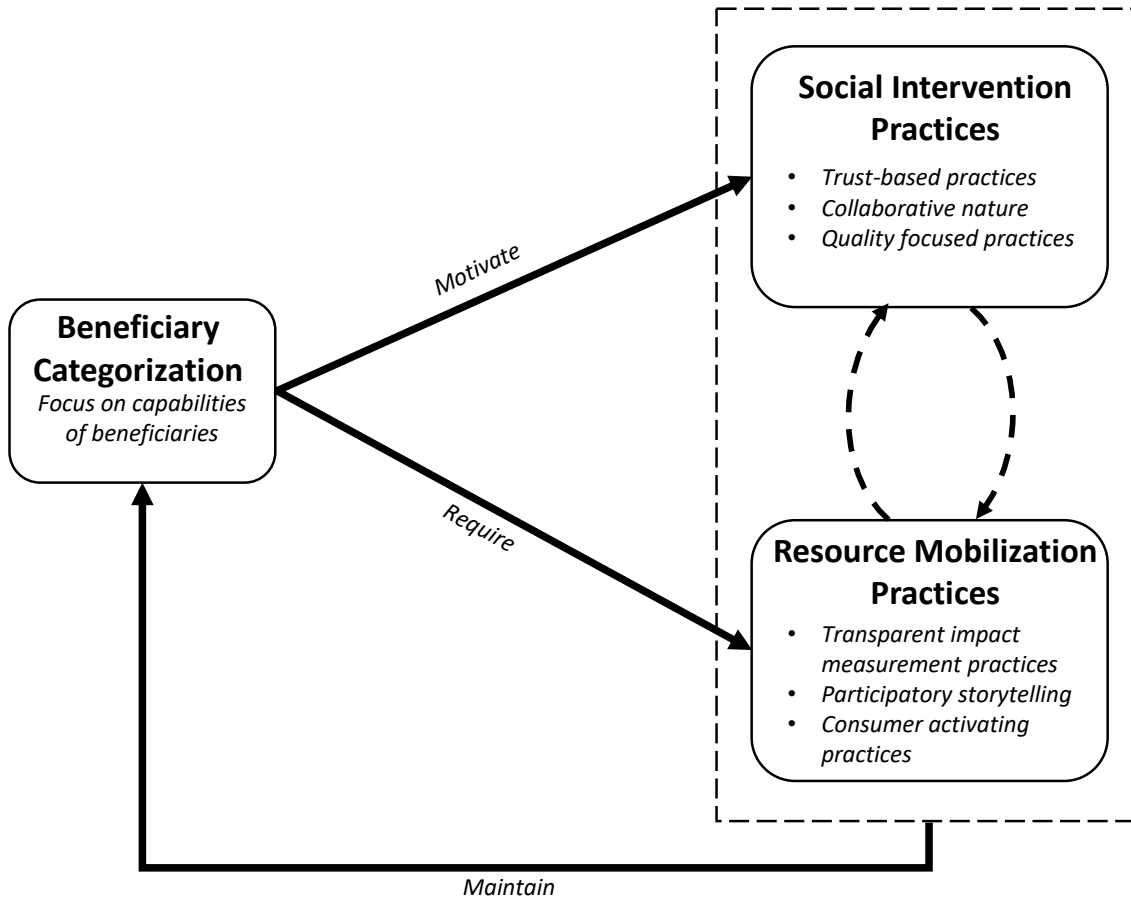 Social Intervention
Practices
• Trust-based practices
• Collaborative nature
• Quality focused practices
Motivate
Beneficiary
Categorization
Focus on capabilities
of beneficiaries
Require
Resource Mobilization
Practices
• Transparent impact
measurement practices
• Participatory storytelling
• Consumer activating
practices
Maintain